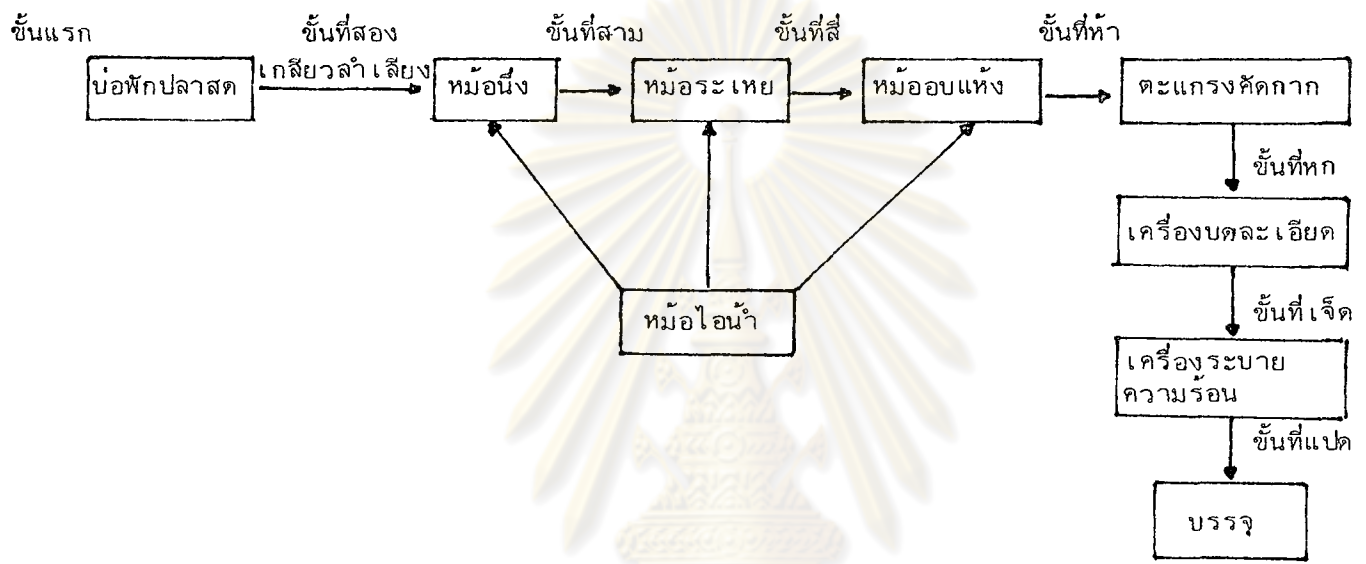 ขั้นแรก
ขั้นที่สอง
ขั้นที่สาม
ขั้นที่สี่
ขั้นที่ห้า
บ่อพักปลาสด
เกลียวลำเลียง
หม้อนึ่ง
หม้อระเหย
หม้ออบแห้ง
ตะแกรงคัดกาก
ขั้นที่หก
เครื่องบดละเอียด
หม้อไอน้ำ
ขั้นที่เจ็ด
เครื่องระบาย
ความร้อน
ขั้นที่แปด
บรรจุ